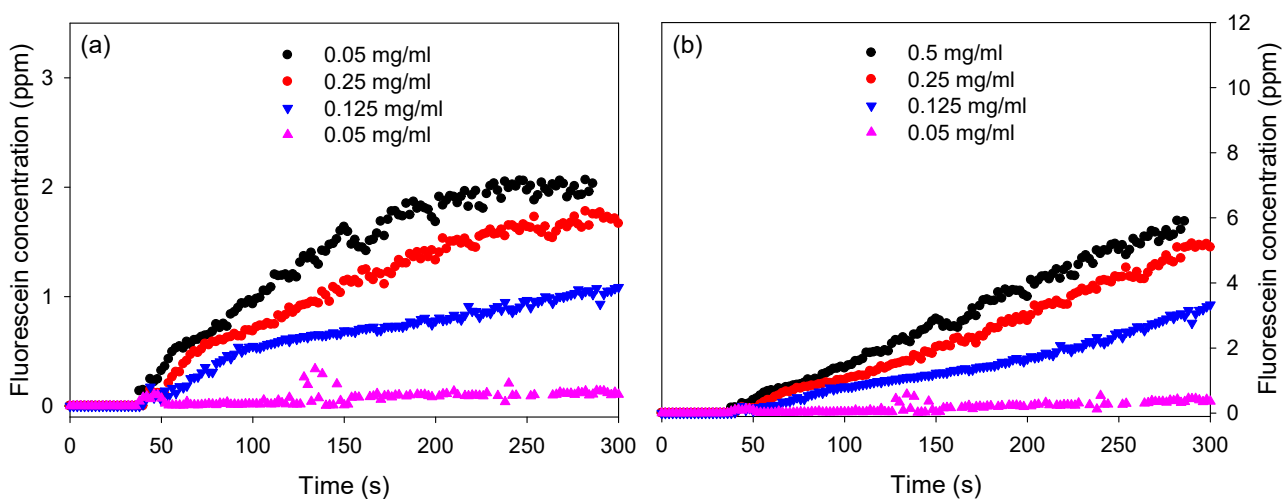 (a)
0.05 mg/ml
0.25 mg/ml
0.125 mg/ml
0.05 mg/ml
Fluorescein concentration (ppm)
3
2
1
0
0 50 100 150 200 250 300
Time (s)
(b)
0.5 mg/ml
0.25 mg/ml
0.125 mg/ml
0.05 mg/ml
12
10
8
6
4
2
0
Fluorescein concentration (ppm)
0 50 100 150 200 250 300
Time (s)